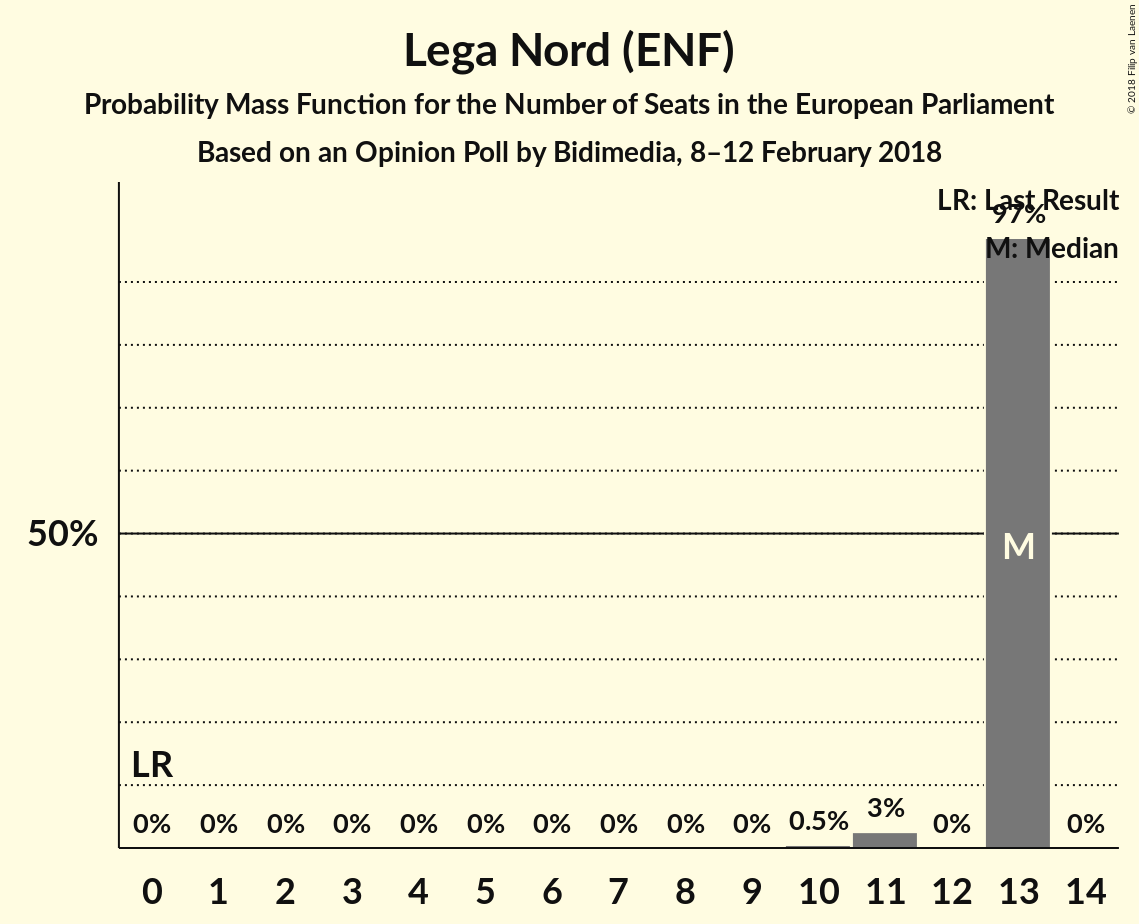 Lega Nord (ENF)
Probability Mass Function for the Number of Seats in the European Parliament
Based on an Opinion Poll by Bidimedia, 8–12 February 2018
© 2018 Filip van Laenen
LR: Last Result
97%
M: Median
50%
M
LR
0% 0% 0% 0% 0% 0% 0% 0% 0% 0% 0.5% 3% 0% 0%
0 1 2 3 4 5 6 7 8 9 10 11 12 13 14